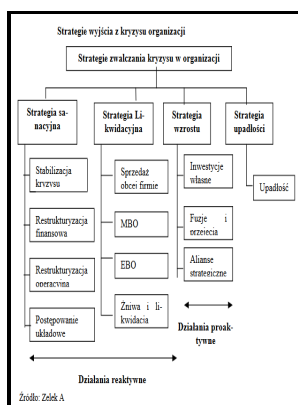 Strategie wyjścia z kryzysu organizacji
Strategie zwalczania kryzysu w organizacji
Strategia sa-
nacyjna
Strategia Li-
kwidacyjna
Strategia
wzrostu
Strategia
upadłości
Stabilizacja
kryzysu
Restrukturyzacja
finansowa
Restrukturyzacja
operacyjna
Postępowanie
układowe
Sprzedaż
obcej firmie
MBO
EBO
Żniwa i li-
kwidacja
Inwestycje
własne
Fuzje i
przejęcia
Alianse
strategiczne
Upadłość
Działania proak-
tywne
Działania reaktywne
Źródło: Zelek A